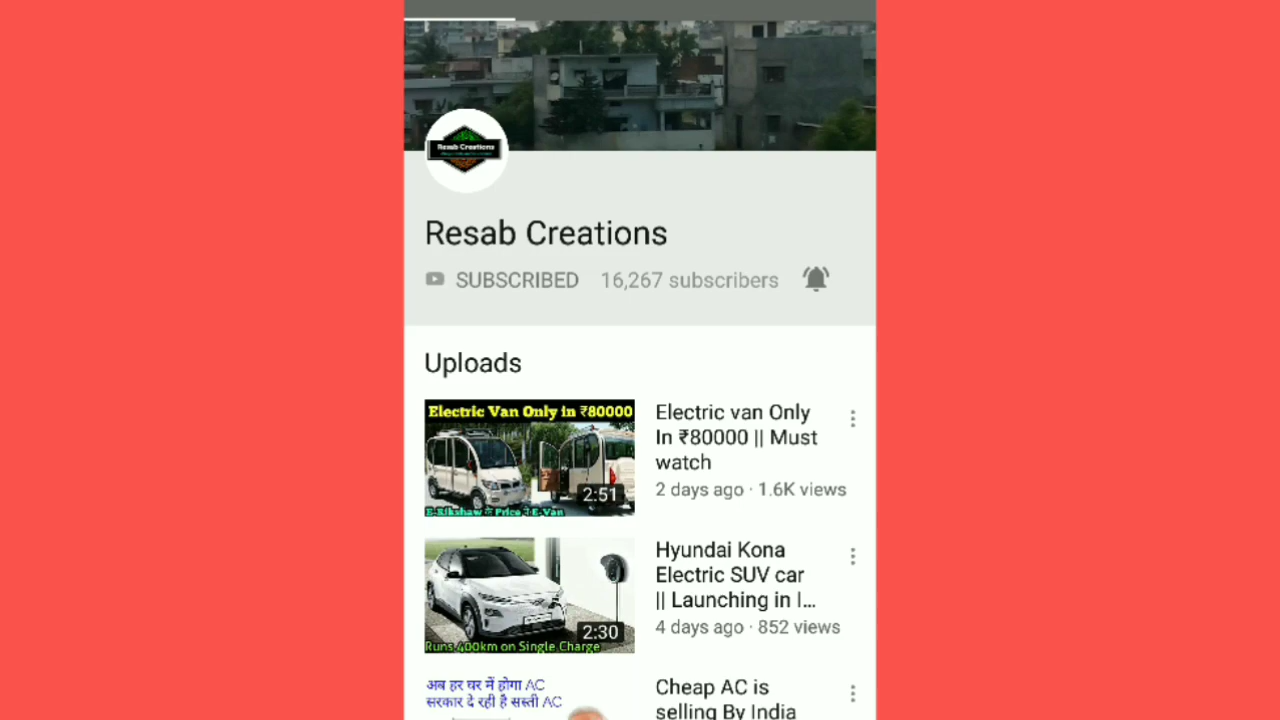 Resab Creations
Resab Creations
SUBSCRIBED 16,267 subscribers
Uploads
Electric Van Only in ₹80000
2:51
E-Rikshaw के Price में E-Van
Electric van Only
In ₹80000 || Must
watch
2 days ago · 1.6K views
2:30
Runs 400km on Single Charge
Hyundai Kona
Electric SUV car
|| Launching in I...
4 days ago · 852 views
अब हर घर में होगा AC
सरकार दे रही है सस्ती AC
Cheap AC is
selling By India